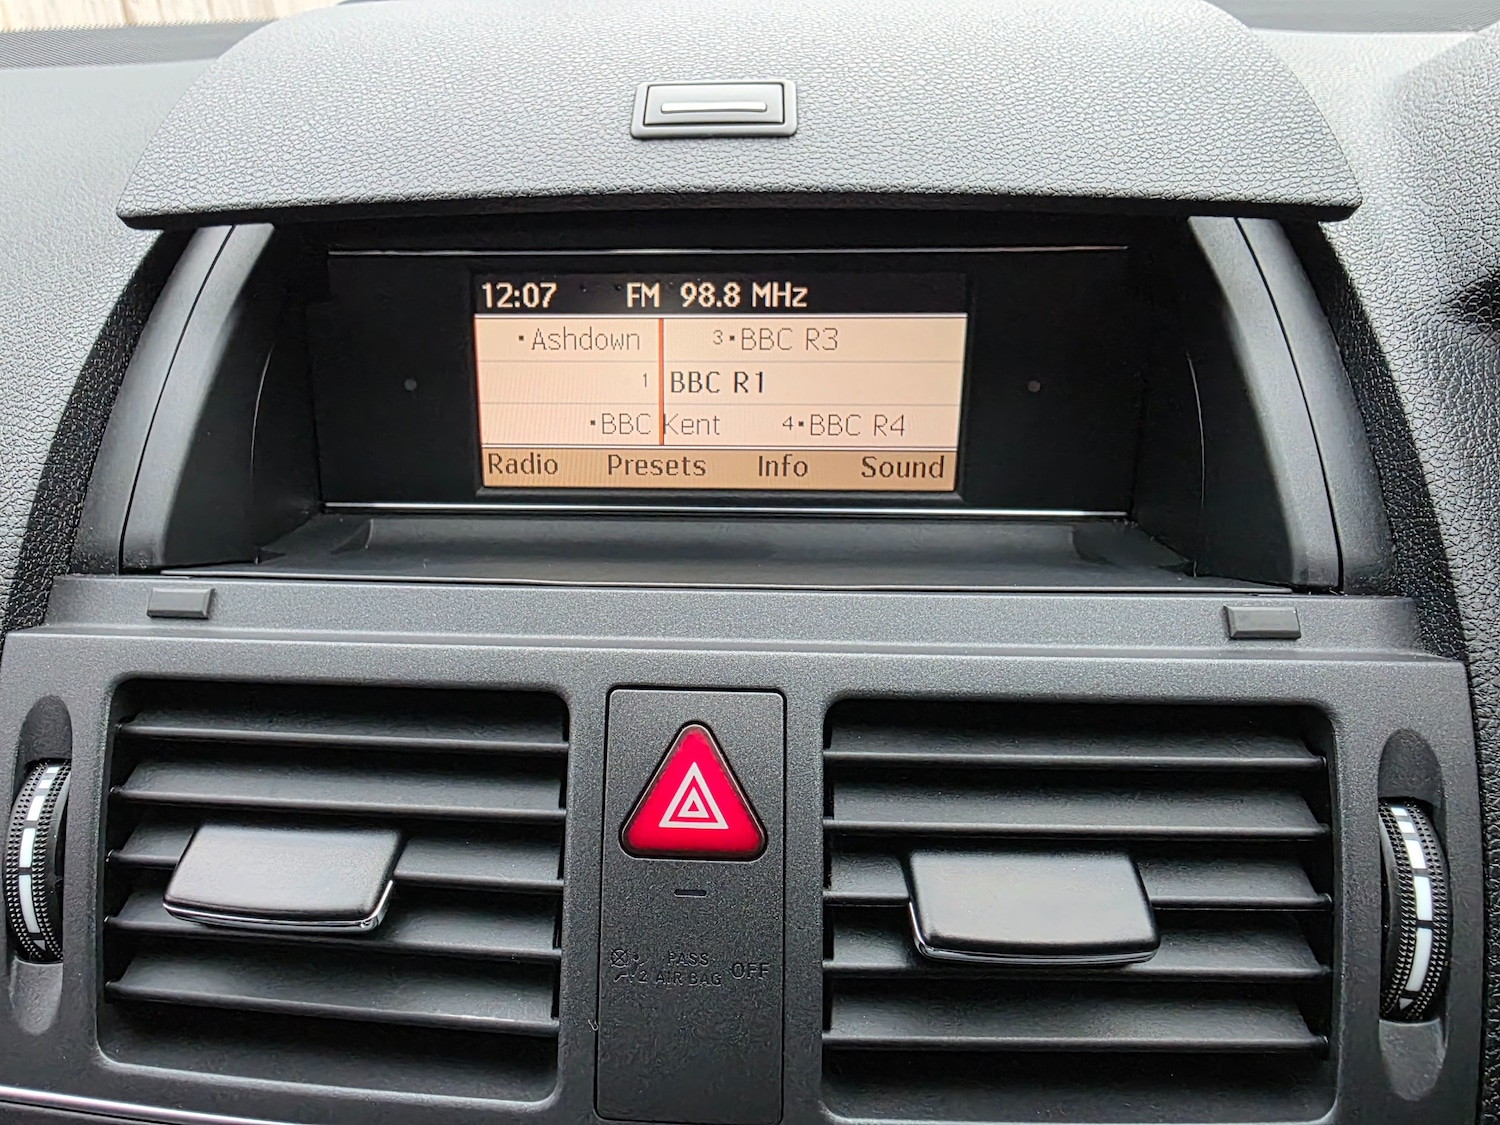 12:07 FM 98.8 MHz
Ashdown 3 BBC R3
1 BBC R1
BBC Kent 4 BBC R4
Radio Presets Info Sound
PASS
2 AIR BAG OFF